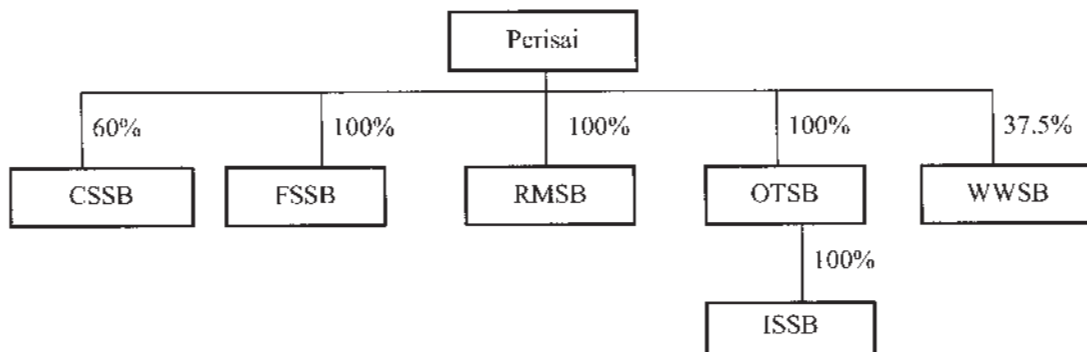 Perisai
60%
100%
100%
100%
37.5%
CSSB
FSSB
RMSB
OTSB
WWSB
100%
ISSB